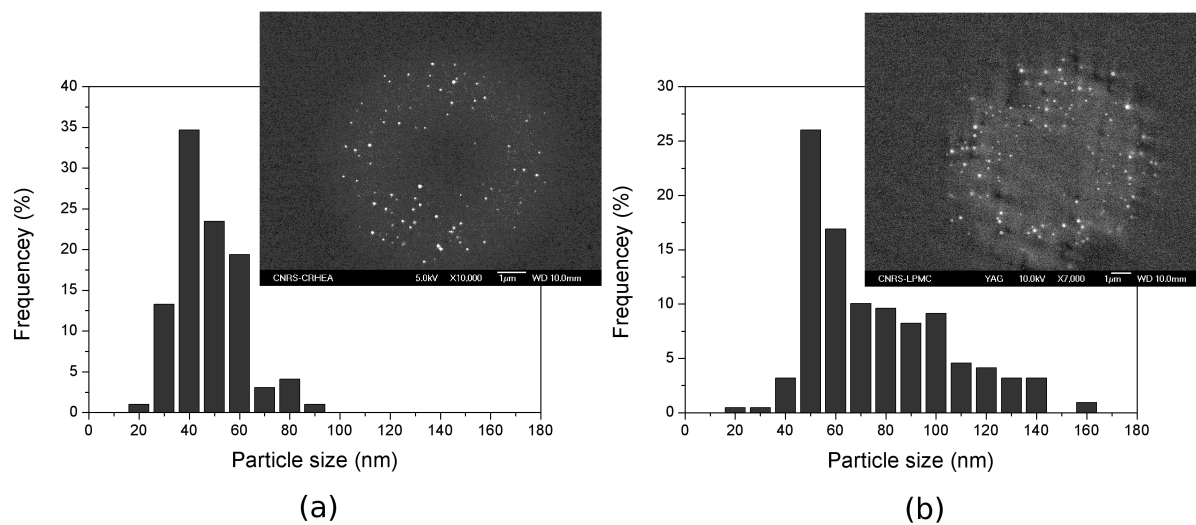 CNRS-CRHEA 5.0kV X10,000 1μm WD 10.0mm
40
35
30
25
20
15
10
5
0
Frequencey (%)
0 20 40 60 80 100 120 140 160 180
Particle size (nm)
(a)
CNRS-LPMC YAG 10.0kV X7,000 1μm WD 10.0mm
30
25
20
15
10
5
0
Frequencey (%)
0 20 40 60 80 100 120 140 160 180
Particle size (nm)
(b)